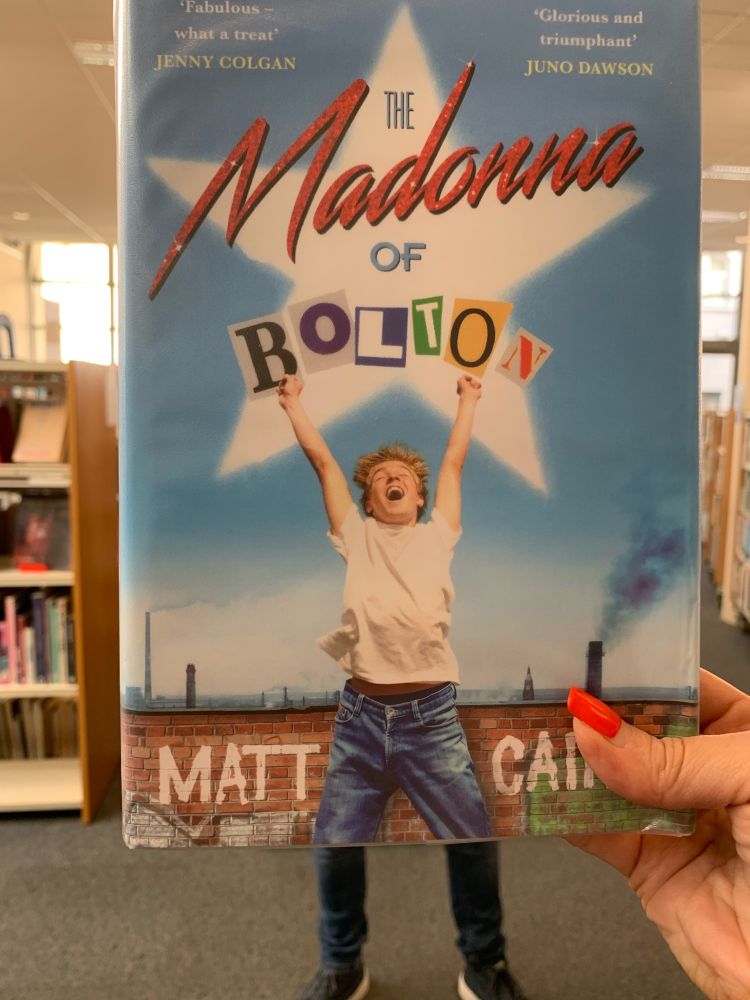 'Fabulous –
what a treat'
JENNY COLGAN
'Glorious and
triumphant'
JUNO DAWSON
THE
Madonna
OF
BOLTON
MATT